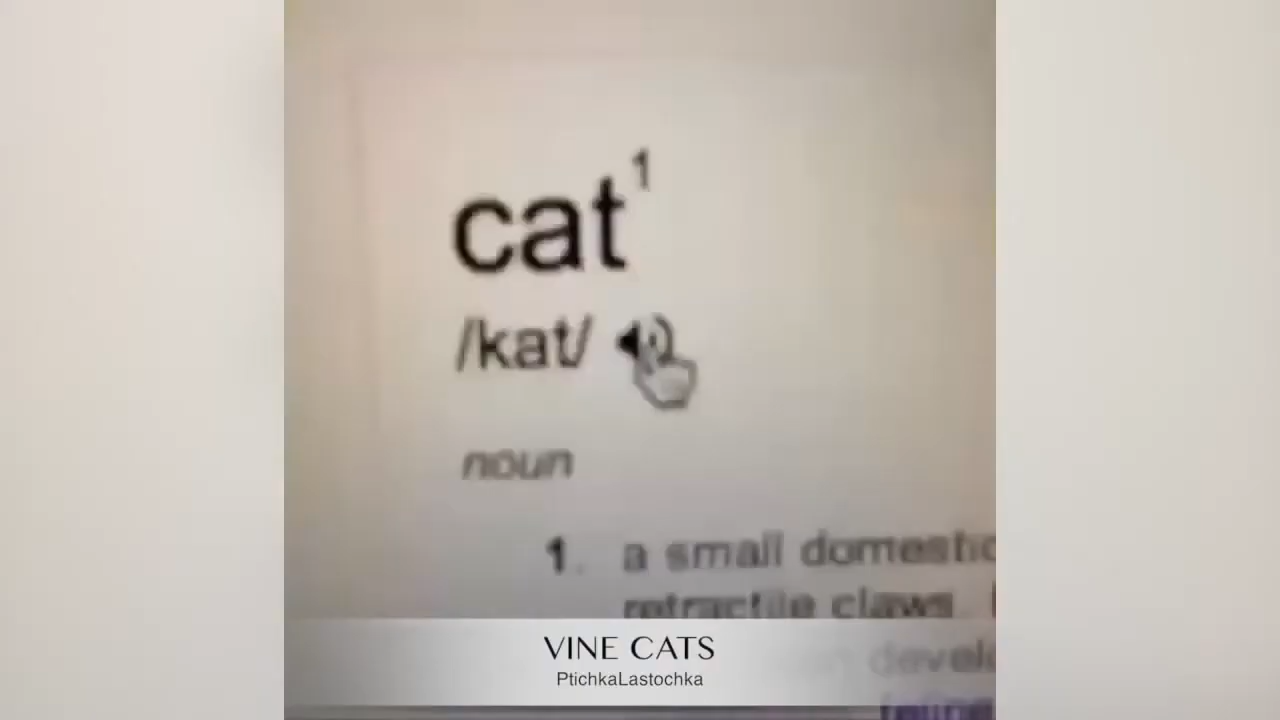 cat¹
/kat/
noun
1. a small domestic
retractile claws.
VINE CATS
PtichkaLastochka